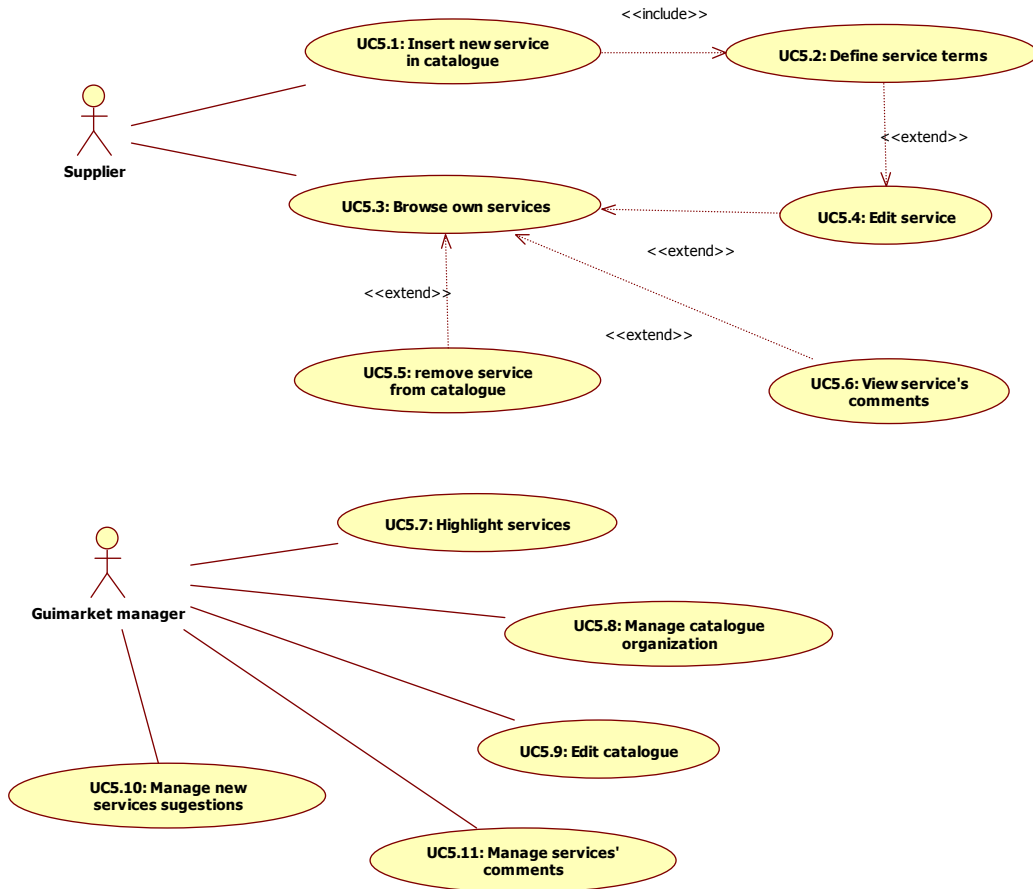 <<include>>
UC5.1: Insert new service
in catalogue
UC5.2: Define service terms
<<extend>>
Supplier
UC5.3: Browse own services
UC5.4: Edit service
<<extend>>
<<extend>>
<<extend>>
UC5.5: remove service
from catalogue
UC5.6: View service's
comments
UC5.7: Highlight services
Guimarket manager
UC5.8: Manage catalogue
organization
UC5.9: Edit catalogue
UC5.10: Manage new
services sugestions
UC5.11: Manage services'
comments